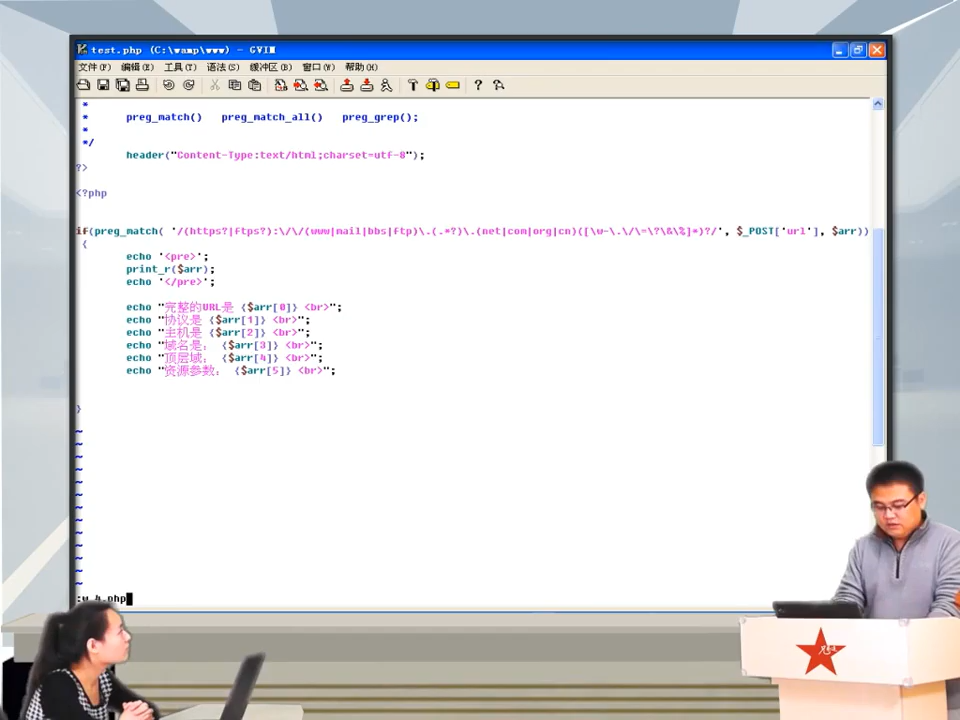 test.php (C:\wamp\www) - GVIM
文件(F) 编辑(E) 工具(T) 语法(S) 缓冲区(B) 窗口(W) 帮助(H)
*
* preg_match() preg_match_all() preg_grep();
*
*/
header("Content-Type:text/html;charset=utf-8");
?>
<?php
if(preg_match( '/(https?|ftps?):\/\/(www|mail|bbs|ftp)\.(.*?)\.(net|com|org|cn)([\w-\.\/\=\?\&\%]*)?/', $_POST['url'], $arr))
{
echo '<pre>';
print_r($arr);
echo '</pre>';
echo "完整的URL是 {$arr[0]} <br>";
echo "协议是 {$arr[1]} <br>";
echo "主机是 {$arr[2]} <br>";
echo "域名是： {$arr[3]} <br>";
echo "顶层域： {$arr[4]} <br>";
echo "资源参数： {$arr[5]} <br>";
}
~
~
~
~
~
~
~
~
~
~
~
~
~
:w 4.php